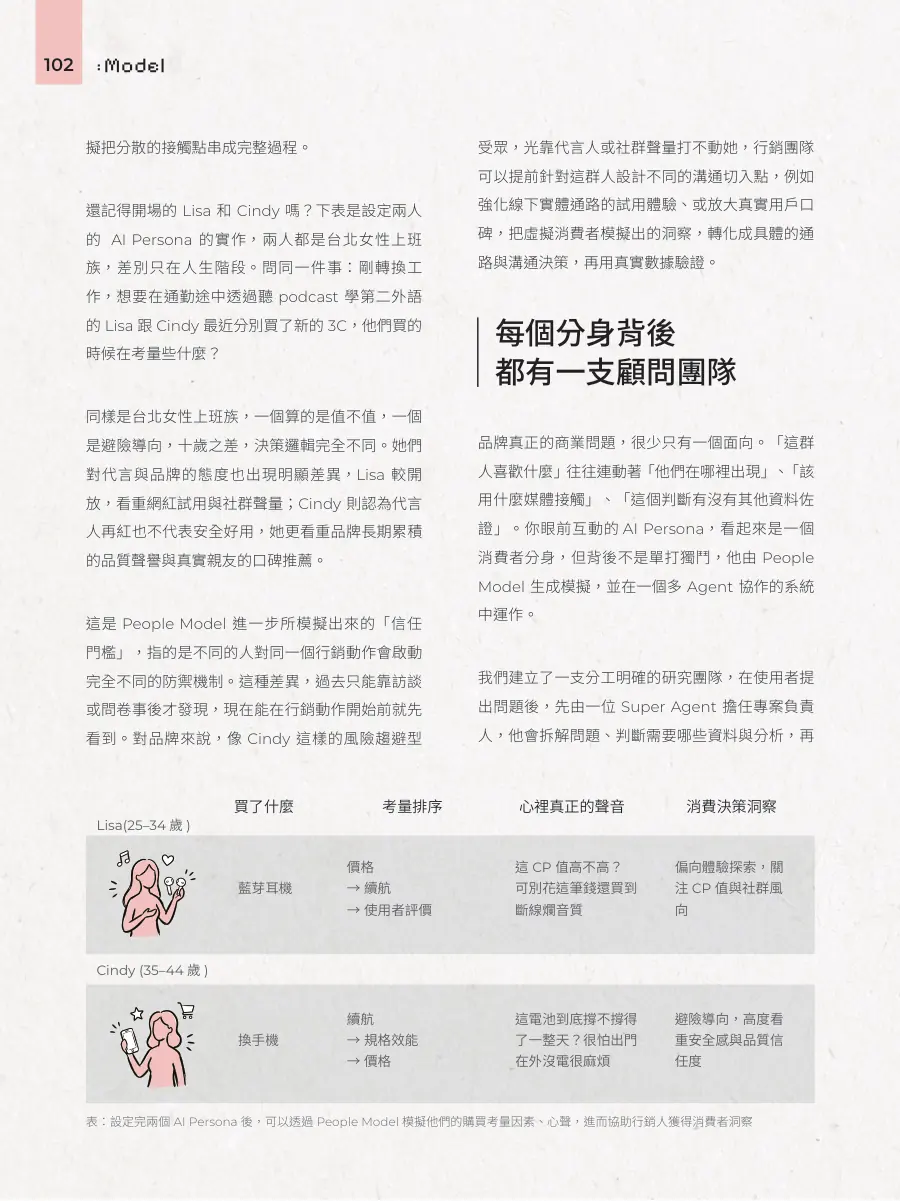 102
:Model
擬把分散的接觸點串成完整過程。
還記得開場的 Lisa 和 Cindy 嗎？下表是設定兩人
的 AI Persona 的實作，兩人都是台北女性上班
族，差別只在人生階段。問同一件事：剛轉換工
作，想要在通勤途中透過聽 podcast 學第二外語
的 Lisa 跟 Cindy 最近分別買了新的 3C，他們買的
時候在考量些什麼？
同樣是台北女性上班族，一個算的是值不值，一個
是避險導向，十歲之差，決策邏輯完全不同。她們
對代言與品牌的態度也出現明顯差異，Lisa 較開
放，看重網紅試用與社群聲量；Cindy 則認為代言
人再紅也不代表安全好用，她更看重品牌長期累積
的品質聲譽與真實親友的口碑推薦。
這是 People Model 進一步所模擬出來的「信任
門檻」，指的是不同的人對同一個行銷動作會啟動
完全不同的防禦機制。這種差異，過去只能靠訪談
或問卷事後才發現，現在能在行銷動作開始前就先
看到。對品牌來說，像 Cindy 這樣的風險趨避型
受眾，光靠代言人或社群聲量打不動她，行銷團隊
可以提前針對這群人設計不同的溝通切入點，例如
強化線下實體通路的試用體驗、或放大真實用戶口
碑，把虛擬消費者模擬出的洞察，轉化成具體的通
路與溝通決策，再用真實數據驗證。
每個分身背後
都有一支顧問團隊
品牌真正的商業問題，很少只有一個面向。「這群
人喜歡什麼」往往連動著「他們在哪裡出現」、「該
用什麼媒體接觸」、「這個判斷有沒有其他資料佐
證」。你眼前互動的 AI Persona，看起來是一個
消費者分身，但背後不是單打獨鬥，他由 People
Model 生成模擬，並在一個多 Agent 協作的系統
中運作。
我們建立了一支分工明確的研究團隊，在使用者提
出問題後，先由一位 Super Agent 擔任專案負責
人，他會拆解問題、判斷需要哪些資料與分析，再
買了什麼 考量排序 心裡真正的聲音 消費決策洞察
Lisa(25–34 歲 )
藍芽耳機
價格
→ 續航
→ 使用者評價
這 CP 值高不高？
可別花這筆錢還買到
斷線爛音質
偏向體驗探索，關
注 CP 值與社群風
向
Cindy (35–44 歲 )
換手機
續航
→ 規格效能
→ 價格
這電池到底撐不撐得
了一整天？很怕出門
在外沒電很麻煩
避險導向，高度看
重安全感與品質信
任度
表：設定完兩個 AI Persona 後，可以透過 People Model 模擬他們的購買考量因素、心聲，進而協助行銷人獲得消費者洞察